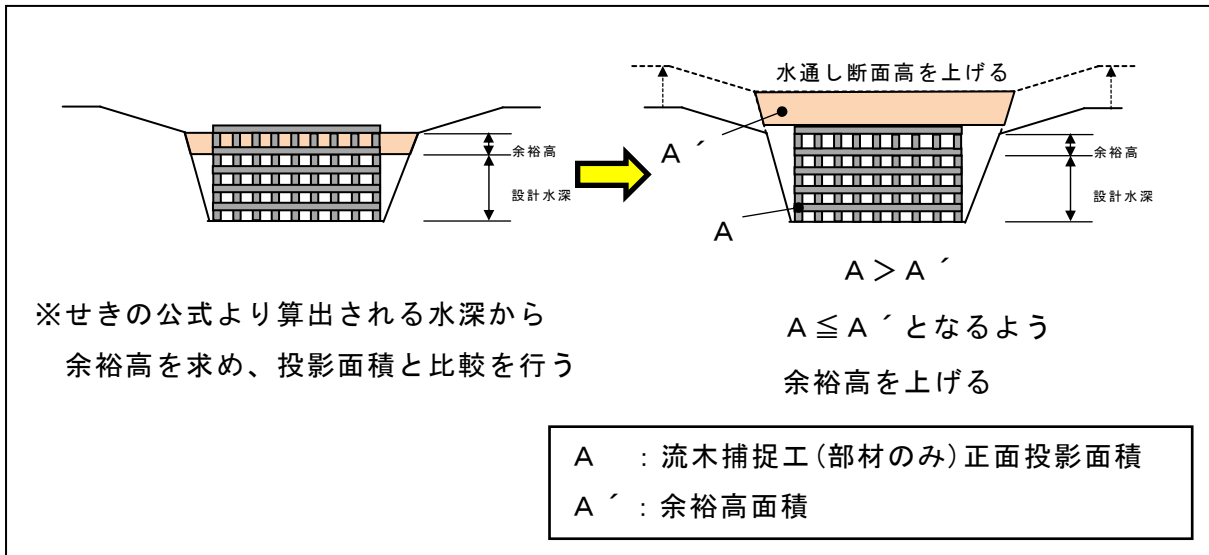 水通し断面高を上げる
余裕高
設計水深
A ´
余裕高
設計水深
A
A > A ´
※せきの公式より算出される水深から
余裕高を求め、投影面積と比較を行う
A ≦ A ´ となるよう
余裕高を上げる
A : 流木捕捉工(部材のみ)正面投影面積
A ´ : 余裕高面積